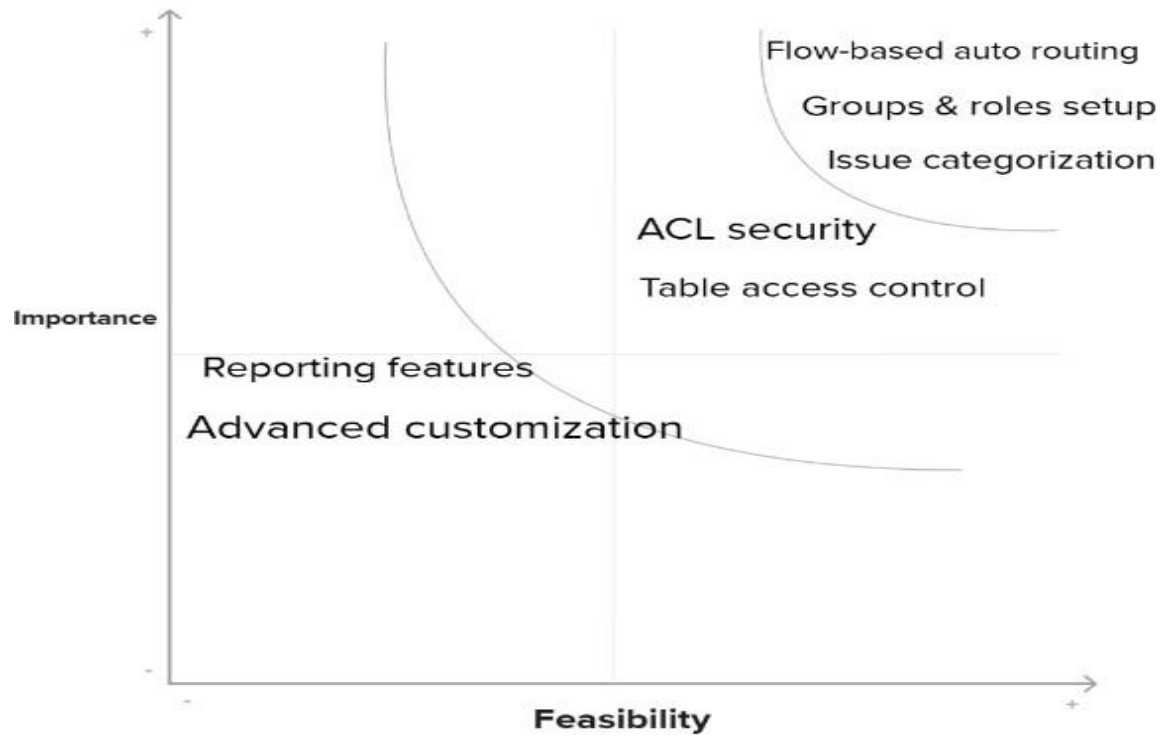 +
Flow-based auto routing
Groups & roles setup
Issue categorization
ACL security
Table access control
Importance
Reporting features
Advanced customization
-
-
+
Feasibility